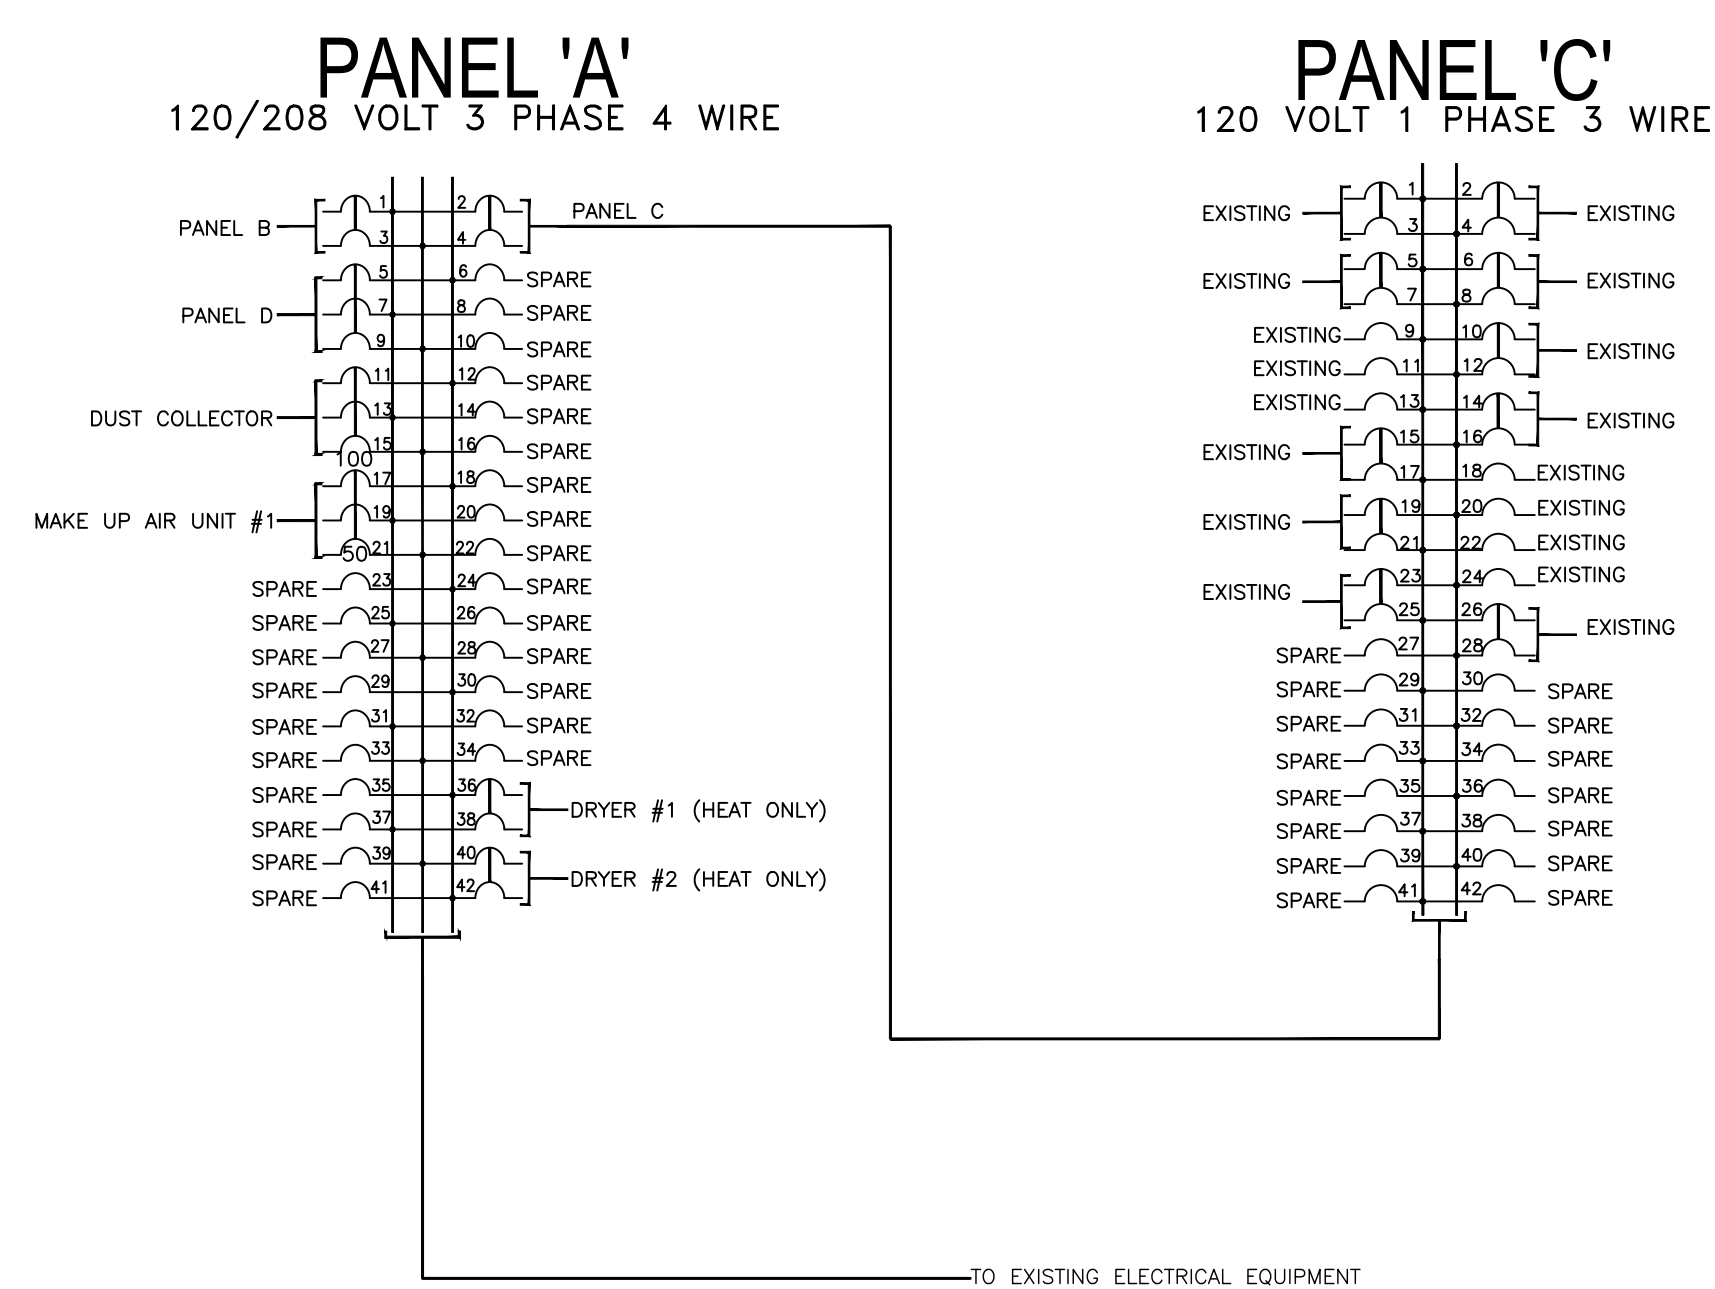 PANEL 'A'
120/208 VOLT 3 PHASE 4 WIRE
1 2
PANEL B PANEL C
3 4
5 6 SPARE
PANEL D 7 8 SPARE
9 10 SPARE
11 12 SPARE
DUST COLLECTOR 13 14 SPARE
15 16 SPARE
100
17 18 SPARE
MAKE UP AIR UNIT #1 19 20 SPARE
50 21 22 SPARE
SPARE 23 24 SPARE
SPARE 25 26 SPARE
SPARE 27 28 SPARE
SPARE 29 30 SPARE
SPARE 31 32 SPARE
SPARE 33 34 SPARE
SPARE 35 36
DRYER #1 (HEAT ONLY)
SPARE 37 38
SPARE 39 40
DRYER #2 (HEAT ONLY)
SPARE 41 42
TO EXISTING ELECTRICAL EQUIPMENT
PANEL 'C'
120 VOLT 1 PHASE 3 WIRE
1 2
EXISTING EXISTING
3 4
5 6
EXISTING EXISTING
7 8
EXISTING 9 10
EXISTING
EXISTING 11 12
EXISTING 13 14
EXISTING
15 16
EXISTING
17 18 EXISTING
19 20 EXISTING
EXISTING
21 22 EXISTING
23 24 EXISTING
EXISTING
25 26
EXISTING
SPARE 27 28
SPARE 29 30 SPARE
SPARE 31 32 SPARE
SPARE 33 34 SPARE
SPARE 35 36 SPARE
SPARE 37 38 SPARE
SPARE 39 40 SPARE
SPARE 41 42 SPARE